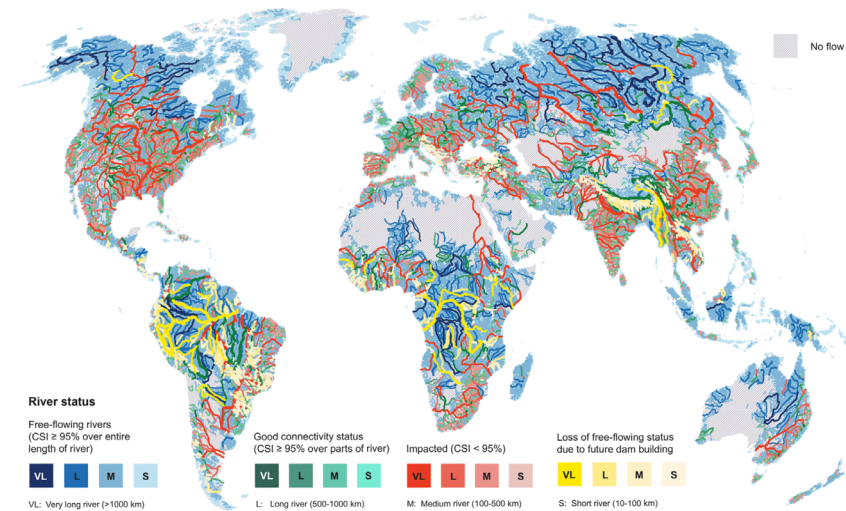 No flow
River status
Free-flowing rivers
(CSI ≥ 95% over entire
length of river)
VL L M S
Good connectivity status
(CSI ≥ 95% over parts of river)
VL L M S
Impacted (CSI < 95%)
VL L M S
Loss of free-flowing status
due to future dam building
VL L M S
VL: Very long river (>1000 km)
L: Long river (500-1000 km)
M: Medium river (100-500 km)
S: Short river (10-100 km)